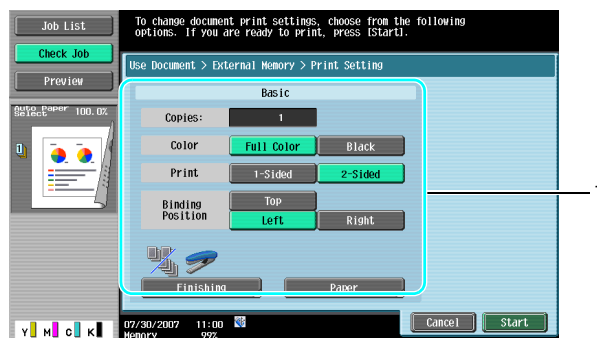 Job List
Check Job
Preview
Auto Paper
Select 100.0%
To change document print settings, choose from the following
options. If you are ready to print, press [Start].
Use Document > External Memory > Print Setting
Basic
Copies: 1
Color Full Color Black
Print 1-Sided 2-Sided
Binding
Position
Top
Left Right
Finishing Paper
Y M C K
07/30/2007 11:00
Memory 99%
Cancel Start